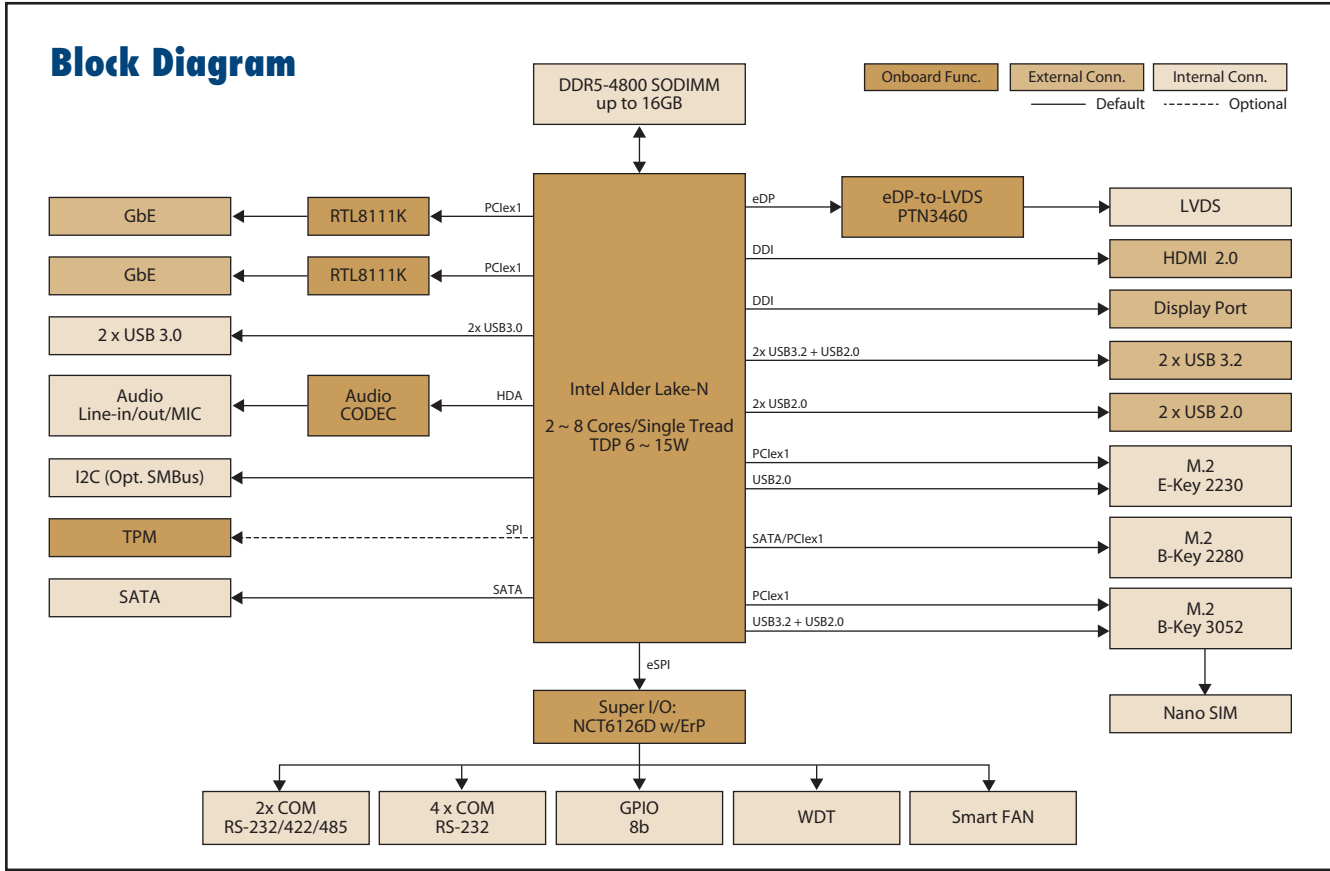 Block Diagram
DDR5-4800 SODIMM
up to 16GB
Onboard Func.
External Conn.
Internal Conn.
Default
Optional
GbE
RTL8111K
PCIex1
GbE
RTL8111K
PCIex1
2 x USB 3.0
2x USB3.0
Audio
Line-in/out/MIC
Audio
CODEC
HDA
I2C (Opt. SMBus)
TPM
SPI
SATA
SATA
Intel Alder Lake-N
2 ~ 8 Cores/Single Tread
TDP 6 ~ 15W
eDP
eDP-to-LVDS
PTN3460
LVDS
DDI
HDMI 2.0
DDI
Display Port
2x USB3.2 + USB2.0
2 x USB 3.2
2x USB2.0
2 x USB 2.0
PCIex1
USB2.0
M.2
E-Key 2230
SATA/PCIex1
M.2
B-Key 2280
PCIex1
USB3.2 + USB2.0
M.2
B-Key 3052
Nano SIM
eSPI
Super I/O:
NCT6126D w/ErP
2x COM
RS-232/422/485
4 x COM
RS-232
GPIO
8b
WDT
Smart FAN